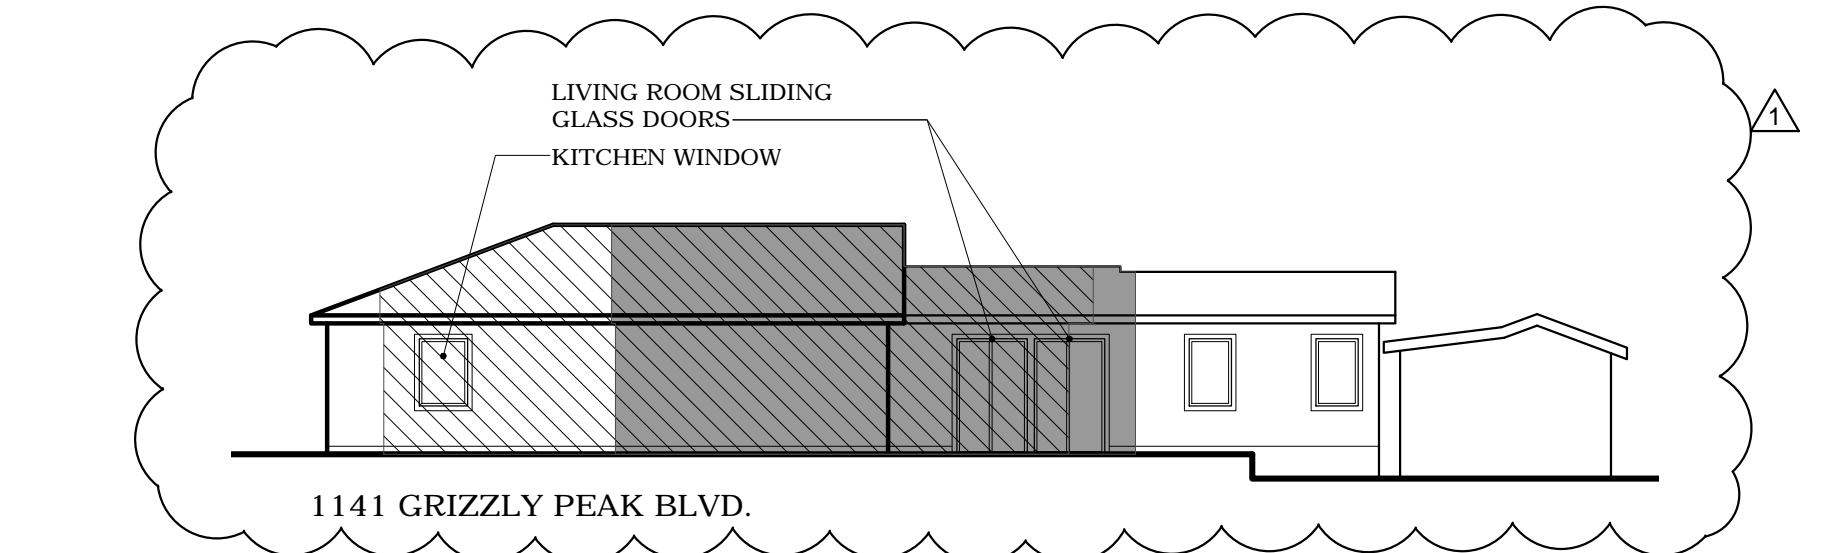 LIVING ROOM SLIDING
GLASS DOORS
KITCHEN WINDOW
1
1141 GRIZZLY PEAK BLVD.